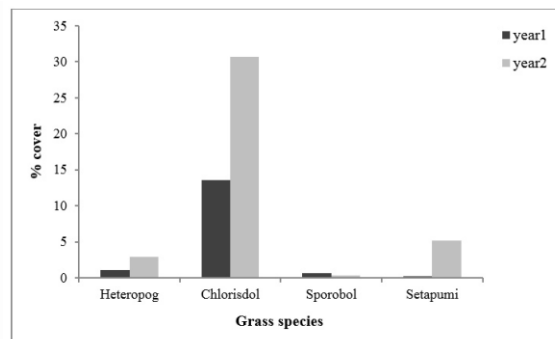 35
30
25
20
15
10
5
0
% cover
Heteropog Chlorisdol Sporobol Setapumi
Grass species
year1
year2